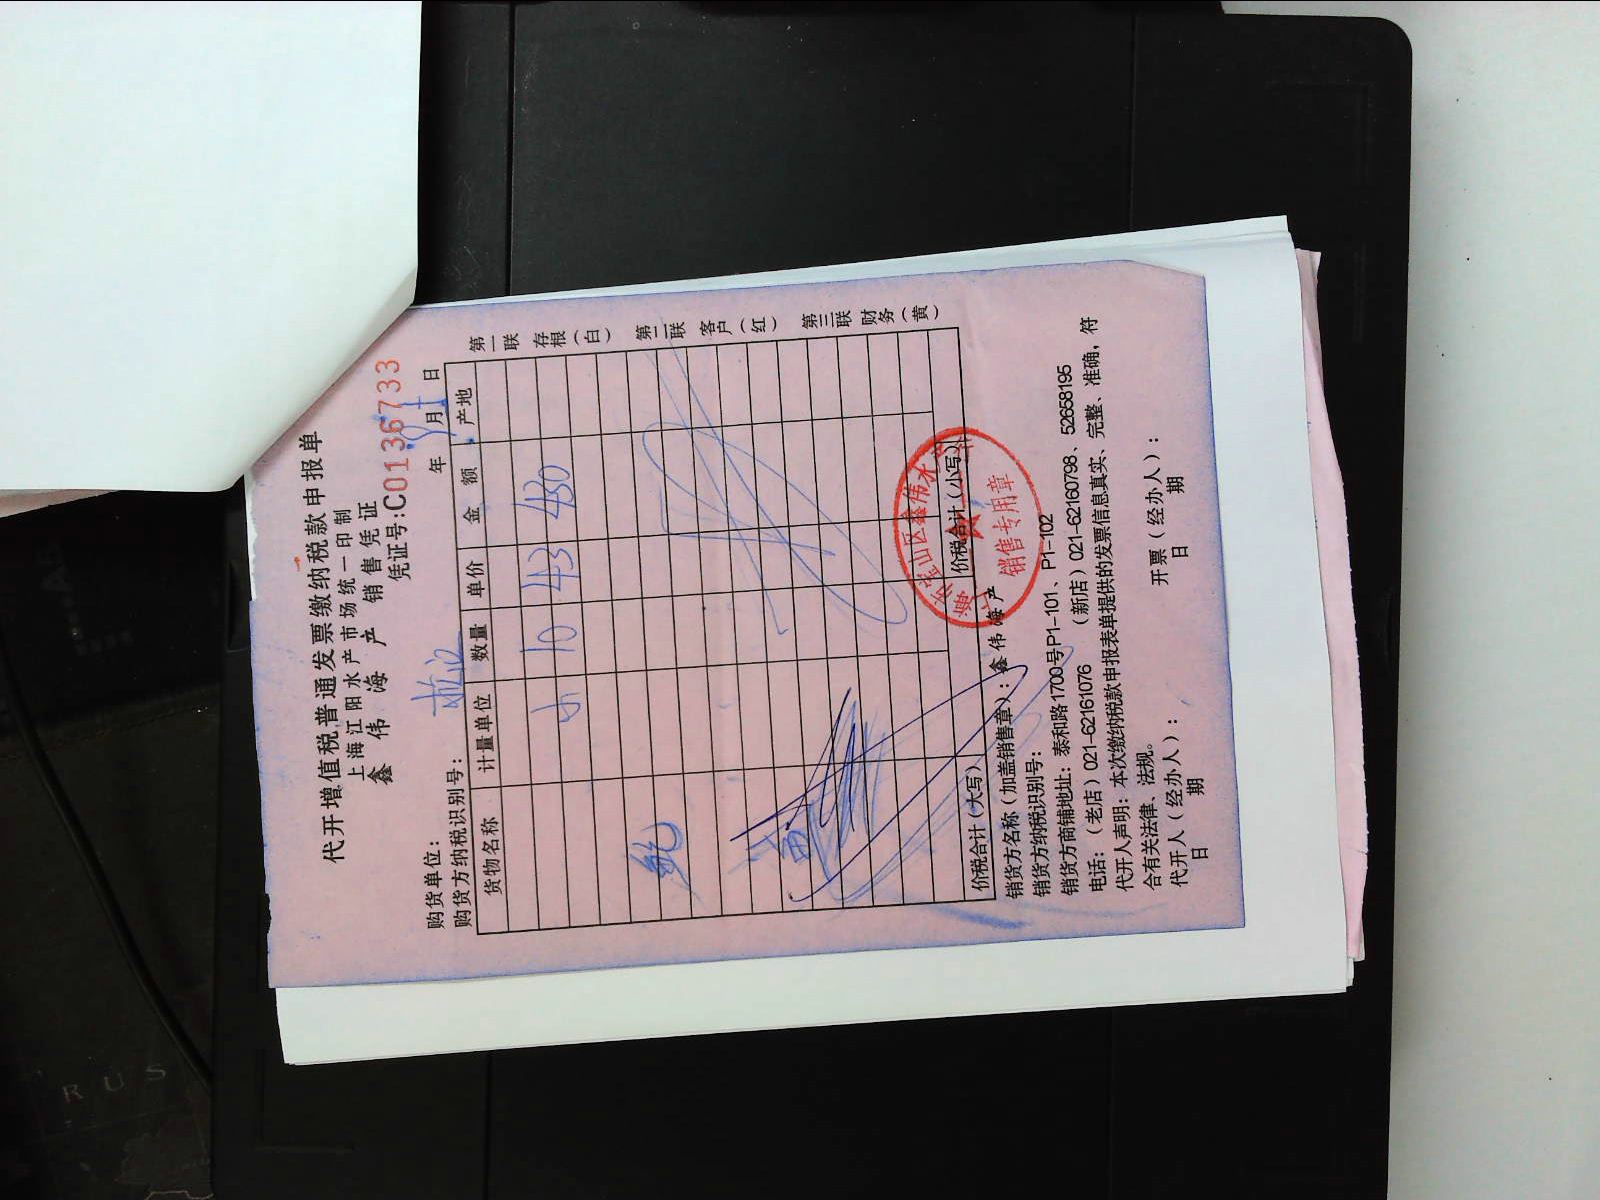 代开增值税普通发票缴纳税款申报单
上海江阳水产市场统一印制
鑫伟海产 销售凭证
凭证号:C0136733
年 月 日
购货单位:
购货方纳税识别号:
货物名称 计量单位 数量 单价 金额 产地
10 43 430
价税合计(大写) 价税合计(小写)
第一联 存根(白)
第二联 客户(红)
第三联 财务(黄)
销货方名称(加盖销售章):鑫伟海产
销货方纳税识别号:
销货方商铺地址:泰和路1700号P1-101、P1-102
电话:(老店)021-62161076 (新店)021-62160798、52658195
代开人声明:本次缴纳税款申报表单提供的发票信息真实、完整、准确,符
合有关法律、法规。
代开人(经办人): 开票(经办人):
日期 日期
销售专用章
RUS